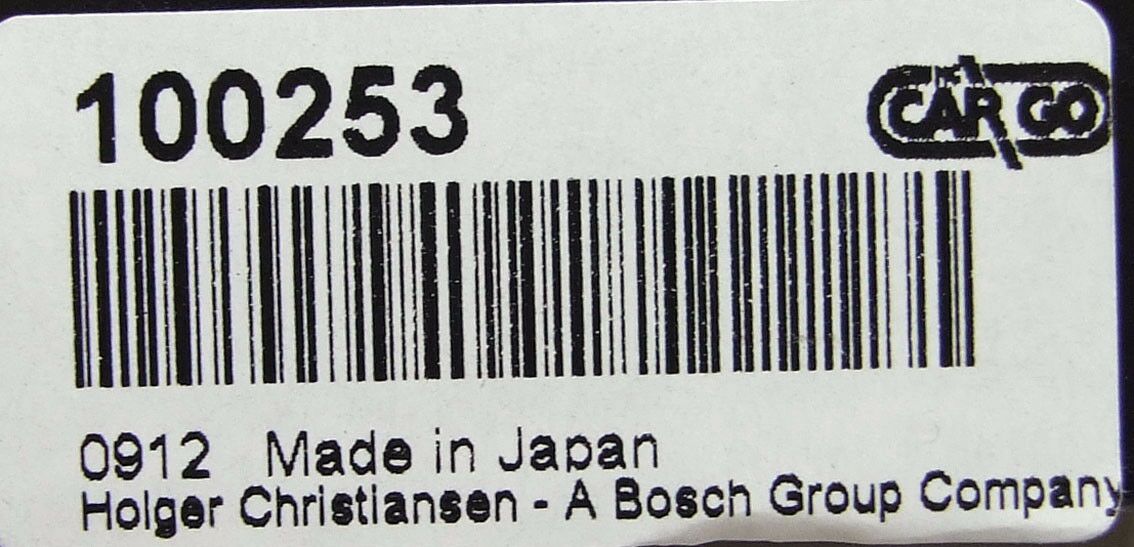 100253
CARGO
0912 Made in Japan
Holger Christiansen - A Bosch Group Company